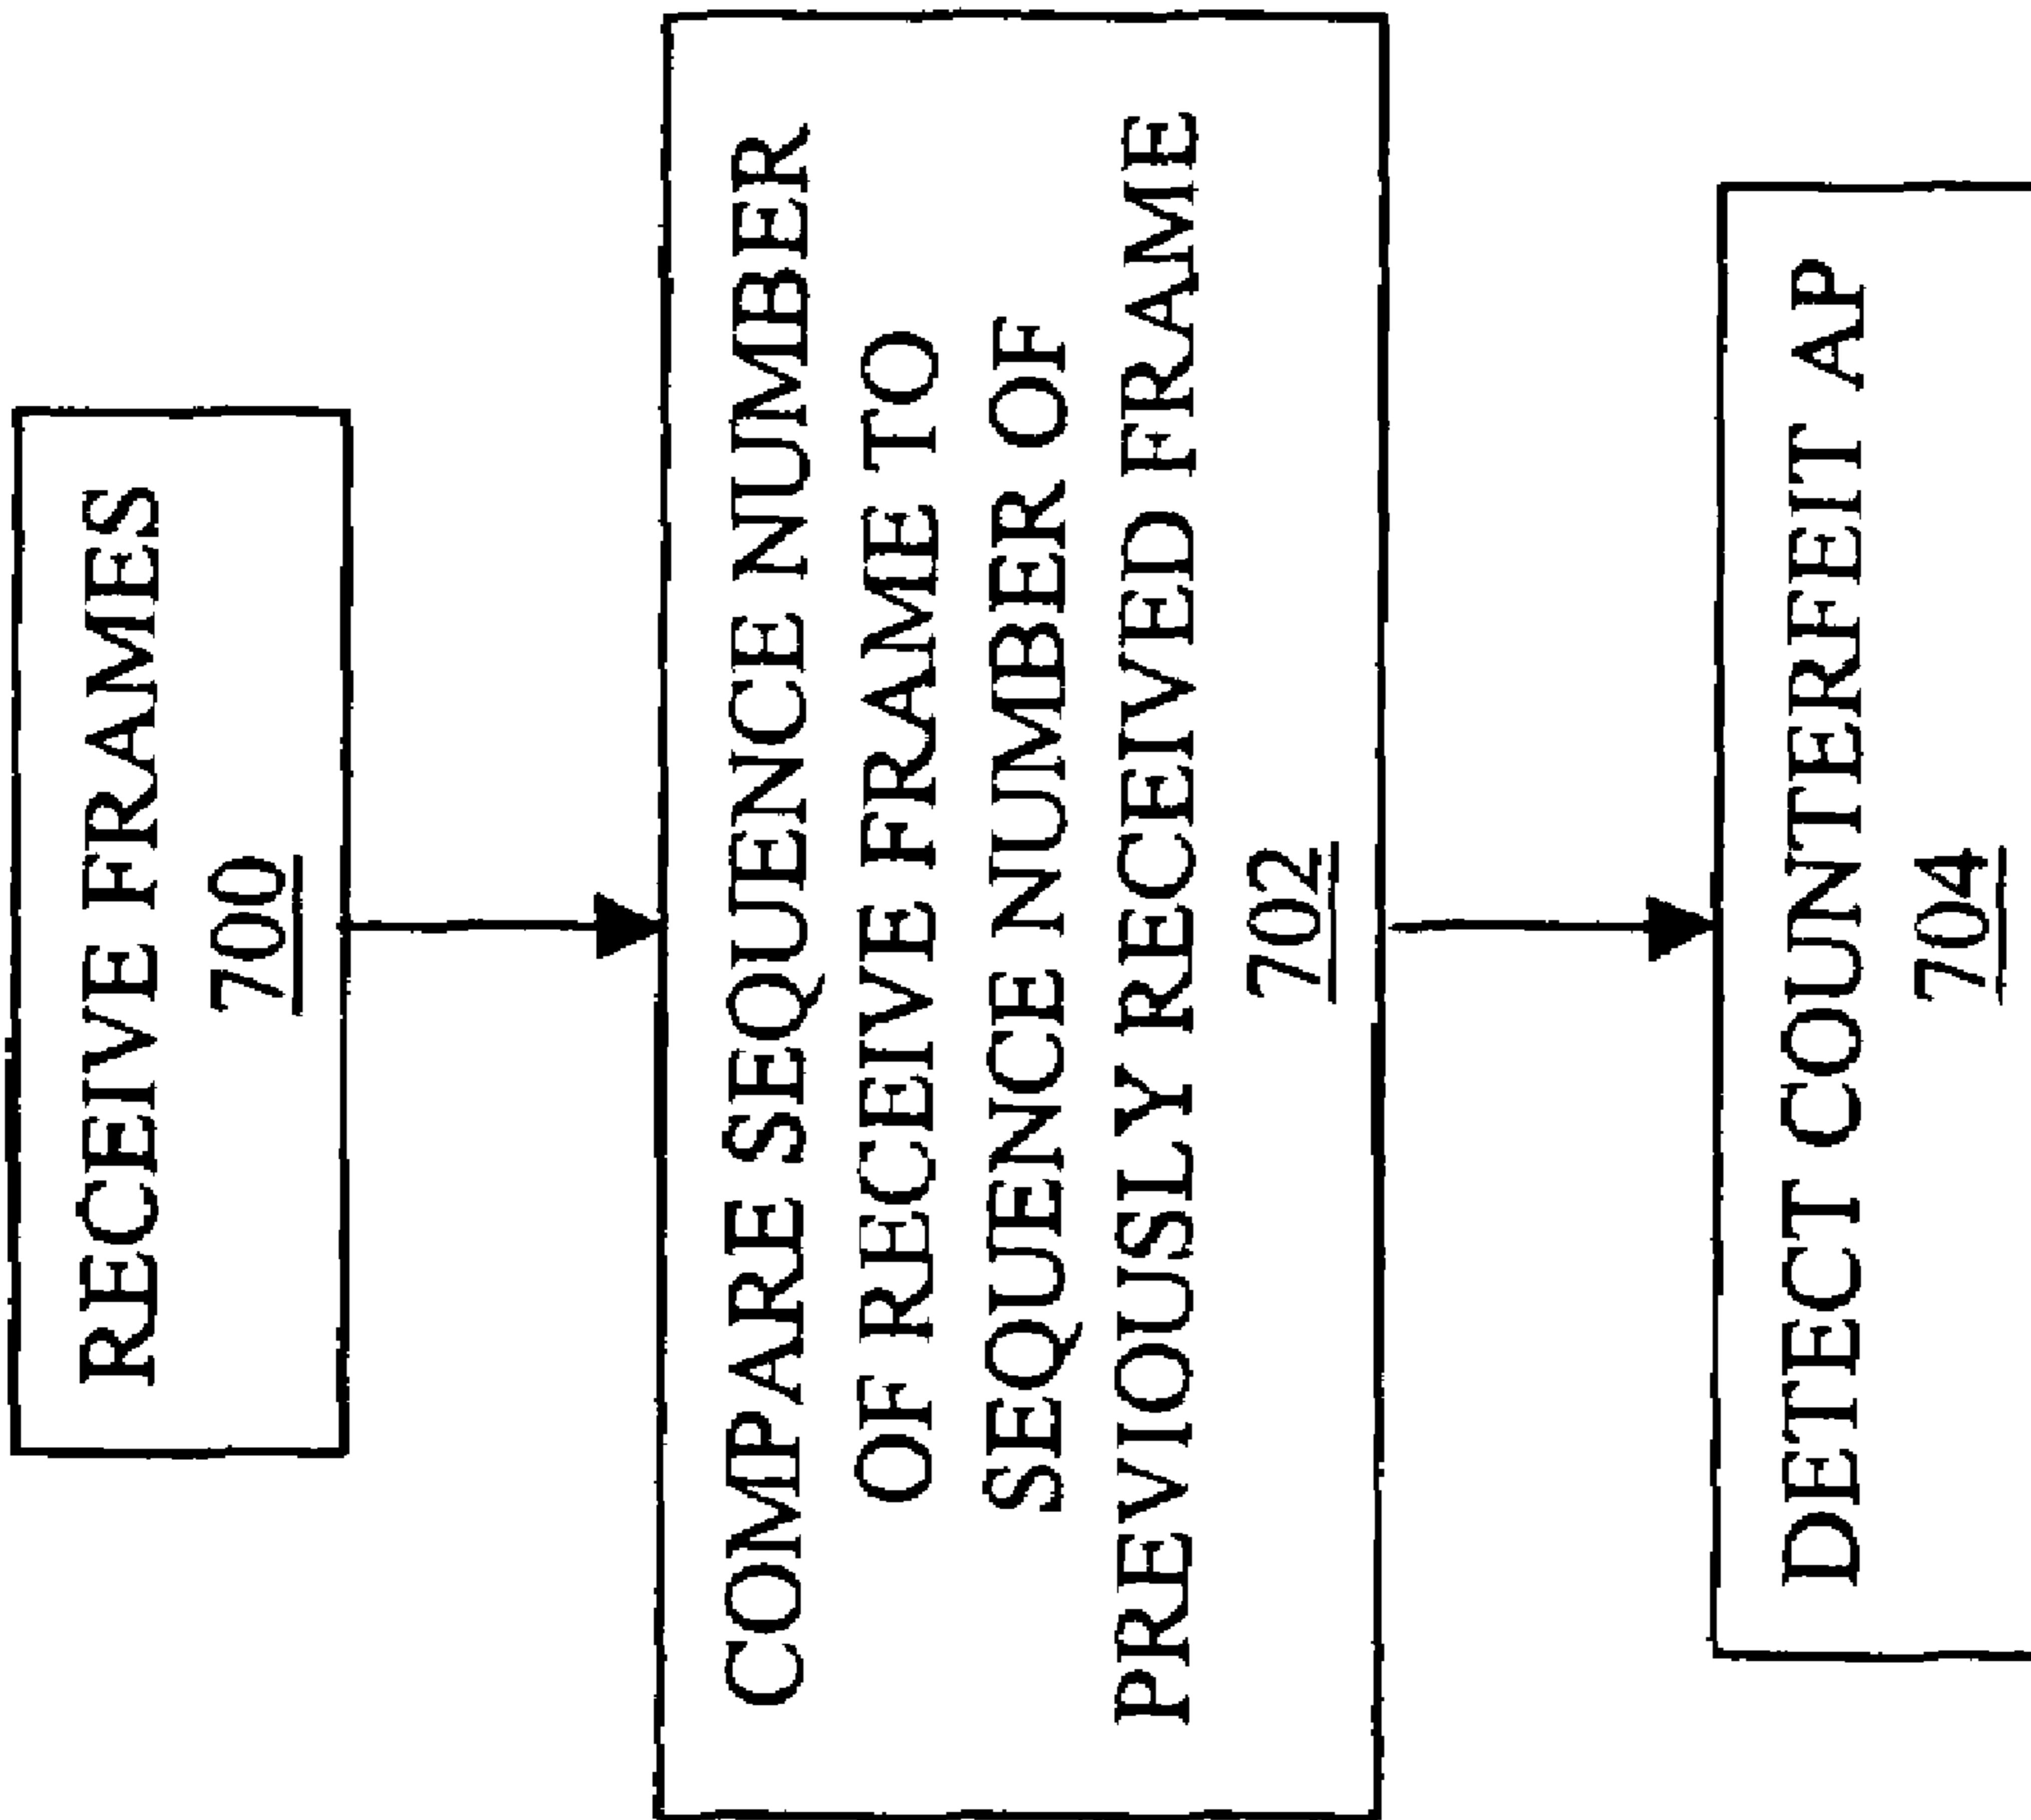 RECEIVE FRAMES
700
COMPARE SEQUENCE NUMBER
OF RECEIVE FRAME TO
SEQUENCE NUMBER OF
PREVIOUSLY RECEIVED FRAME
702
DETECT COUNTERFEIT AP
704